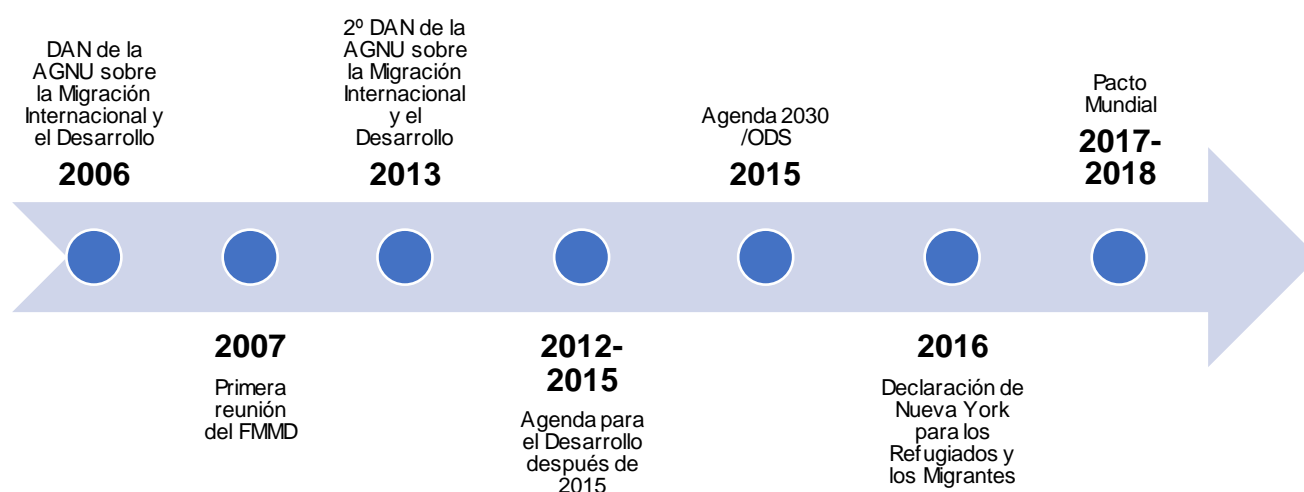 DAN de la
AGNU sobre
la Migración
Internacional y
el Desarrollo
2006
2007
Primera
reunión
del FMMD
2º DAN de la
AGNU sobre
la Migración
Internacional
y el
Desarrollo
2013
2012-
2015
Agenda para
el Desarrollo
después de
2015
Agenda 2030
/ODS
2015
2016
Declaración de
Nueva York
para los
Refugiados y
los Migrantes
Pacto
Mundial
2017-
2018